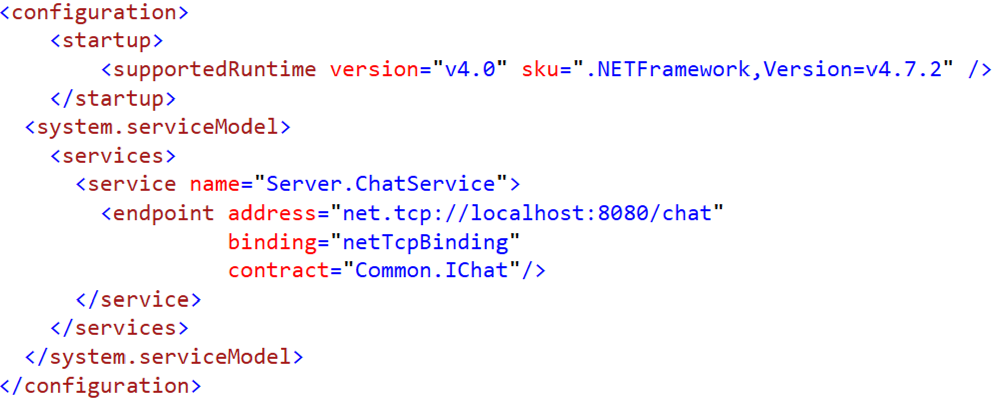 <configuration>
    <startup>
        <supportedRuntime version="v4.0" sku=".NETFramework,Version=v4.7.2" />
    </startup>
  <system.serviceModel>
    <services>
      <service name="Server.ChatService">
        <endpoint address="net.tcp://localhost:8080/chat"
                  binding="netTcpBinding"
                  contract="Common.IChat"/>
      </service>
    </services>
  </system.serviceModel>
</configuration>